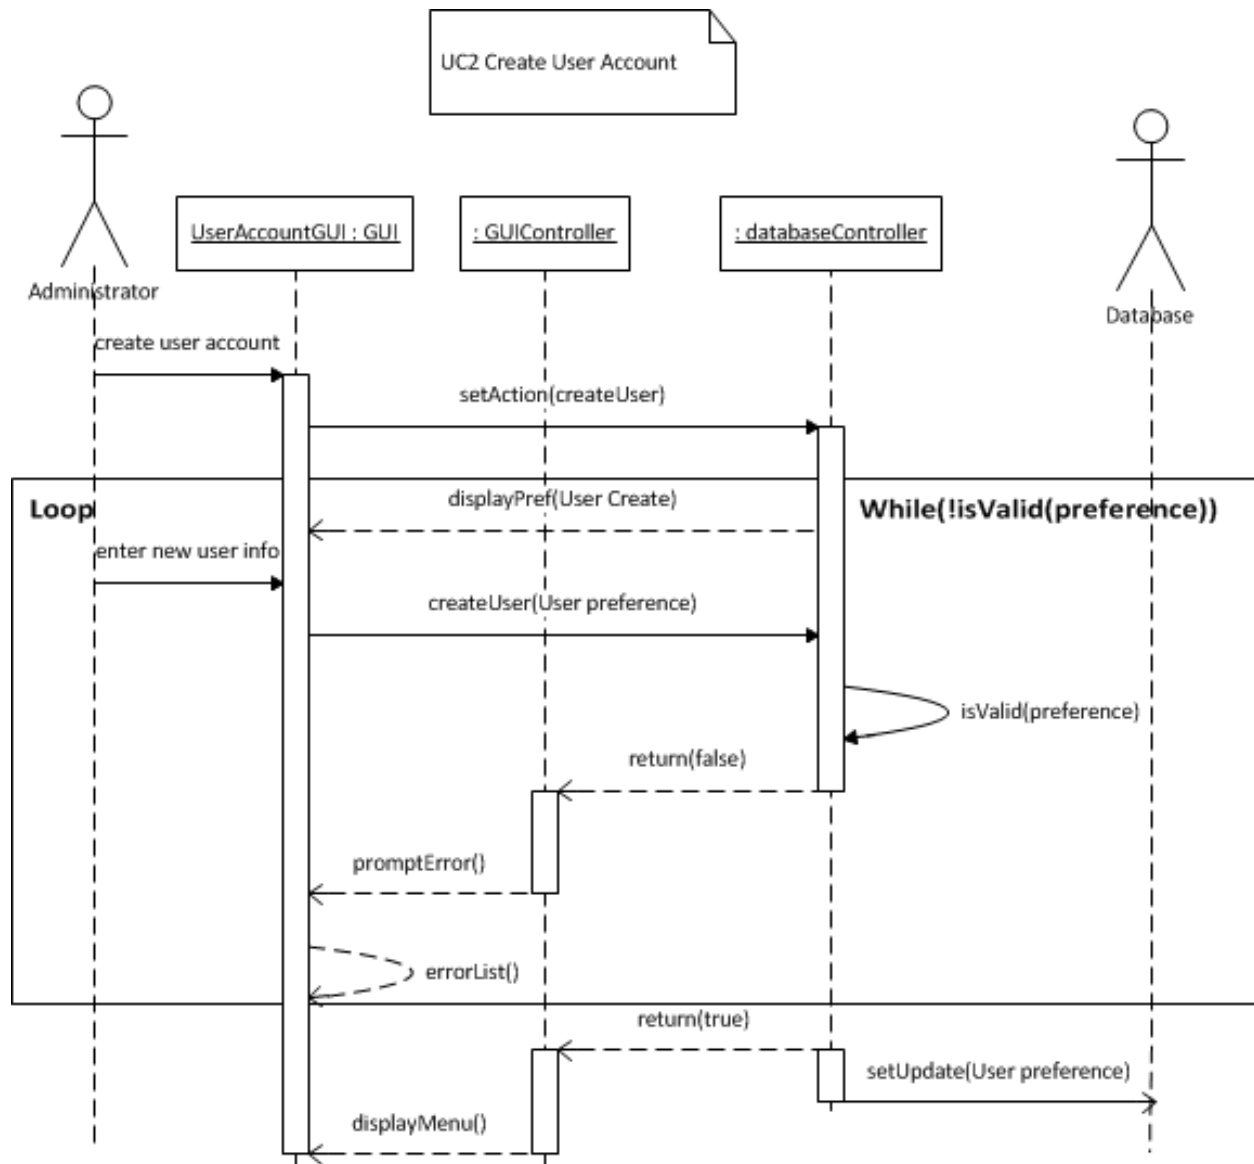 UC2 Create User Account
UserAccountGUI : GUI
: GUIController
: databaseController
Administrator
Database
create user account
setAction(createUser)
displayPref(User Create)
Loop
While(!isValid(preference))
enter new user info
createUser(User preference)
isValid(preference)
return(false)
promptError()
errorList()
return(true)
setUpdate(User preference)
displayMenu()